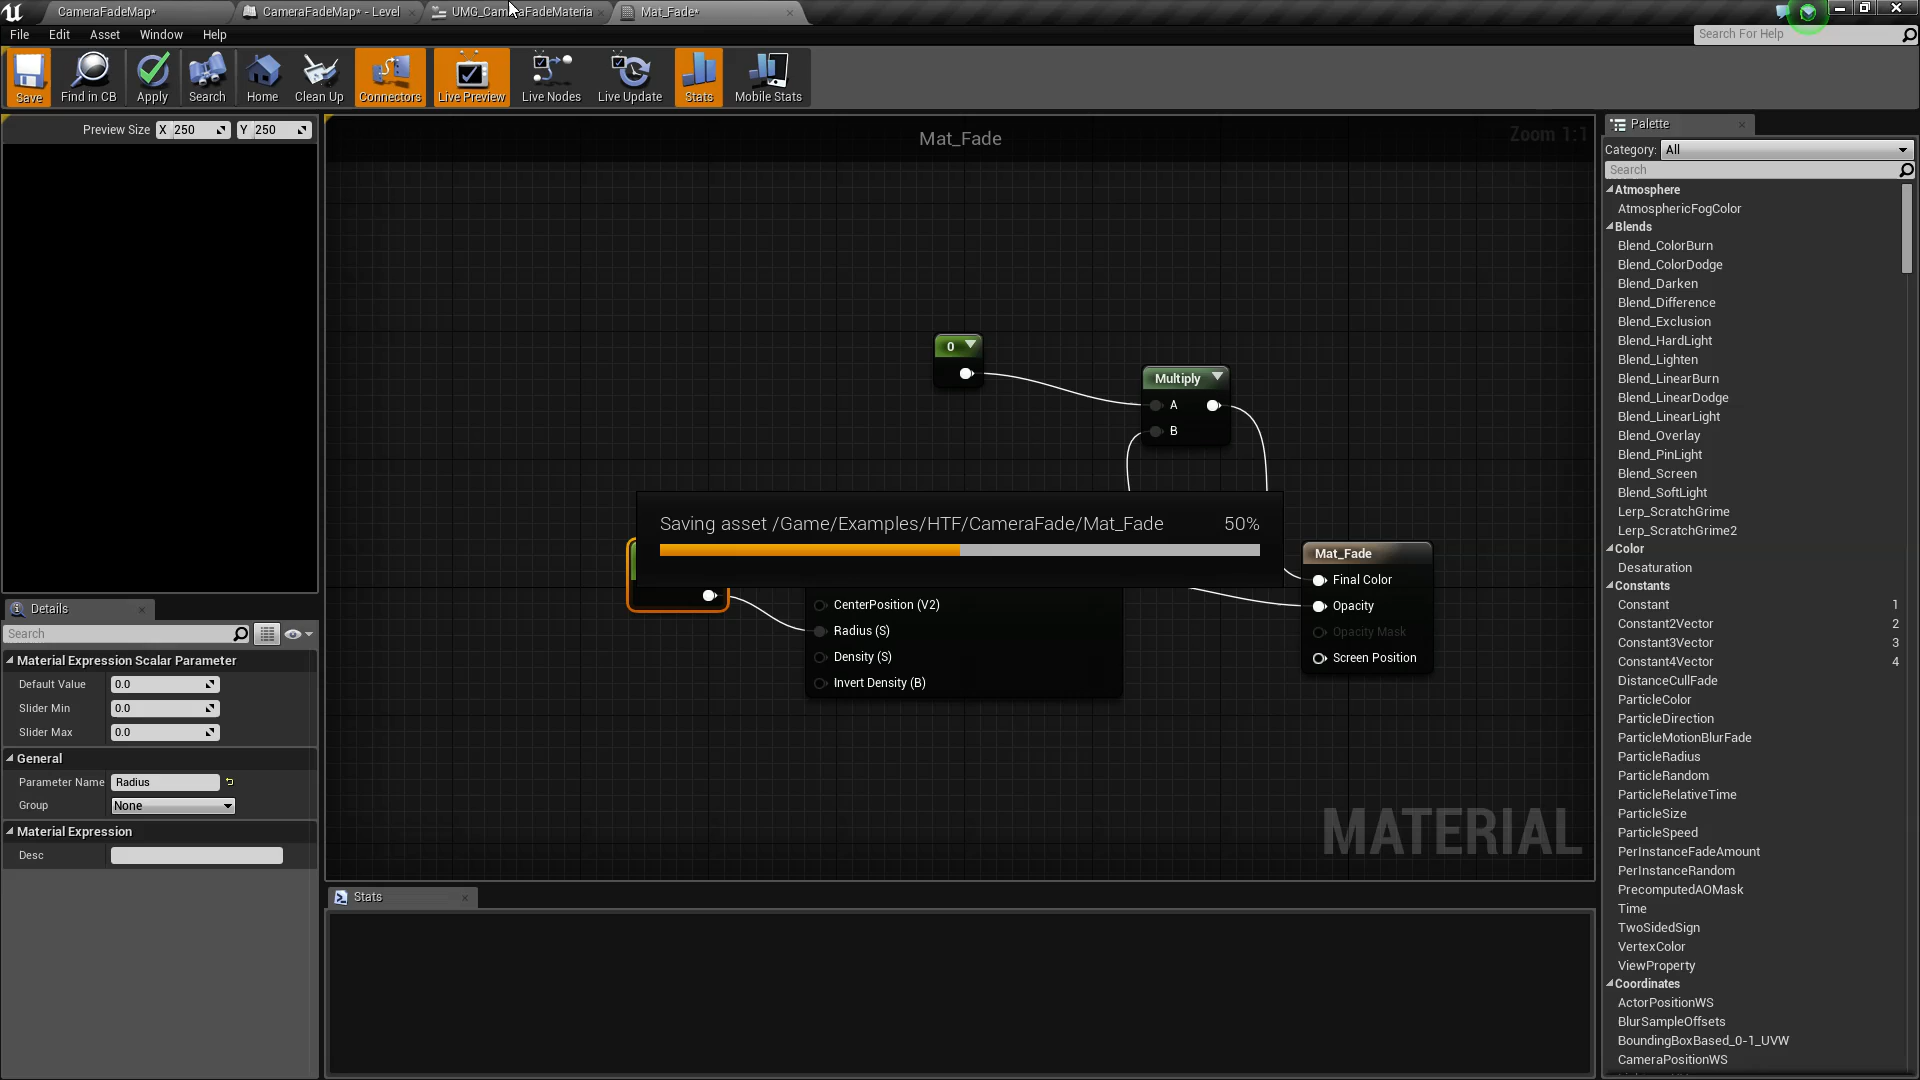 CameraFadeMap*
CameraFadeMap* - Level
UMG_CameraFadeMateria
Mat_Fade*
File
Edit
Asset
Window
Help
Search For Help
Save
Find in CB
Apply
Search
Home
Clean Up
Connectors
Live Preview
Live Nodes
Live Update
Stats
Mobile Stats
Preview Size X 250 Y 250
Mat_Fade
Zoom 1:1
0
Multiply
A
B
Saving asset /Game/Examples/HTF/CameraFade/Mat_Fade 50%
CenterPosition (V2)
Radius (S)
Density (S)
Invert Density (B)
Mat_Fade
Final Color
Opacity
Opacity Mask
Screen Position
MATERIAL
Details
Search
Material Expression Scalar Parameter
Default Value 0.0
Slider Min 0.0
Slider Max 0.0
General
Parameter Name Radius
Group None
Material Expression
Desc
Stats
Palette
Category: All
Search
Atmosphere
AtmosphericFogColor
Blends
Blend_ColorBurn
Blend_ColorDodge
Blend_Darken
Blend_Difference
Blend_Exclusion
Blend_HardLight
Blend_Lighten
Blend_LinearBurn
Blend_LinearDodge
Blend_LinearLight
Blend_Overlay
Blend_PinLight
Blend_Screen
Blend_SoftLight
Lerp_ScratchGrime
Lerp_ScratchGrime2
Color
Desaturation
Constants
Constant 1
Constant2Vector 2
Constant3Vector 3
Constant4Vector 4
DistanceCullFade
ParticleColor
ParticleDirection
ParticleMotionBlurFade
ParticleRadius
ParticleRandom
ParticleRelativeTime
ParticleSize
ParticleSpeed
PerInstanceFadeAmount
PerInstanceRandom
PrecomputedAOMask
Time
TwoSidedSign
VertexColor
ViewProperty
Coordinates
ActorPositionWS
BlurSampleOffsets
BoundingBoxBased_0-1_UVW
CameraPositionWS